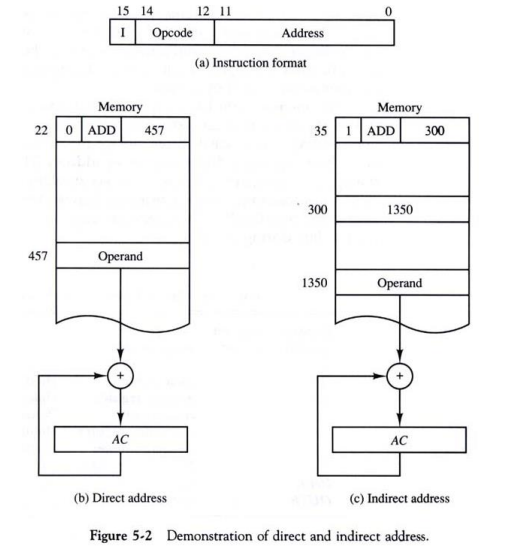 15 14 12 11 0
I Opcode Address
(a) Instruction format
Memory
22 0 ADD 457
457 Operand
+
AC
(b) Direct address
Memory
35 1 ADD 300
300 1350
1350 Operand
+
AC
(c) Indirect address
Figure 5-2 Demonstration of direct and indirect address.